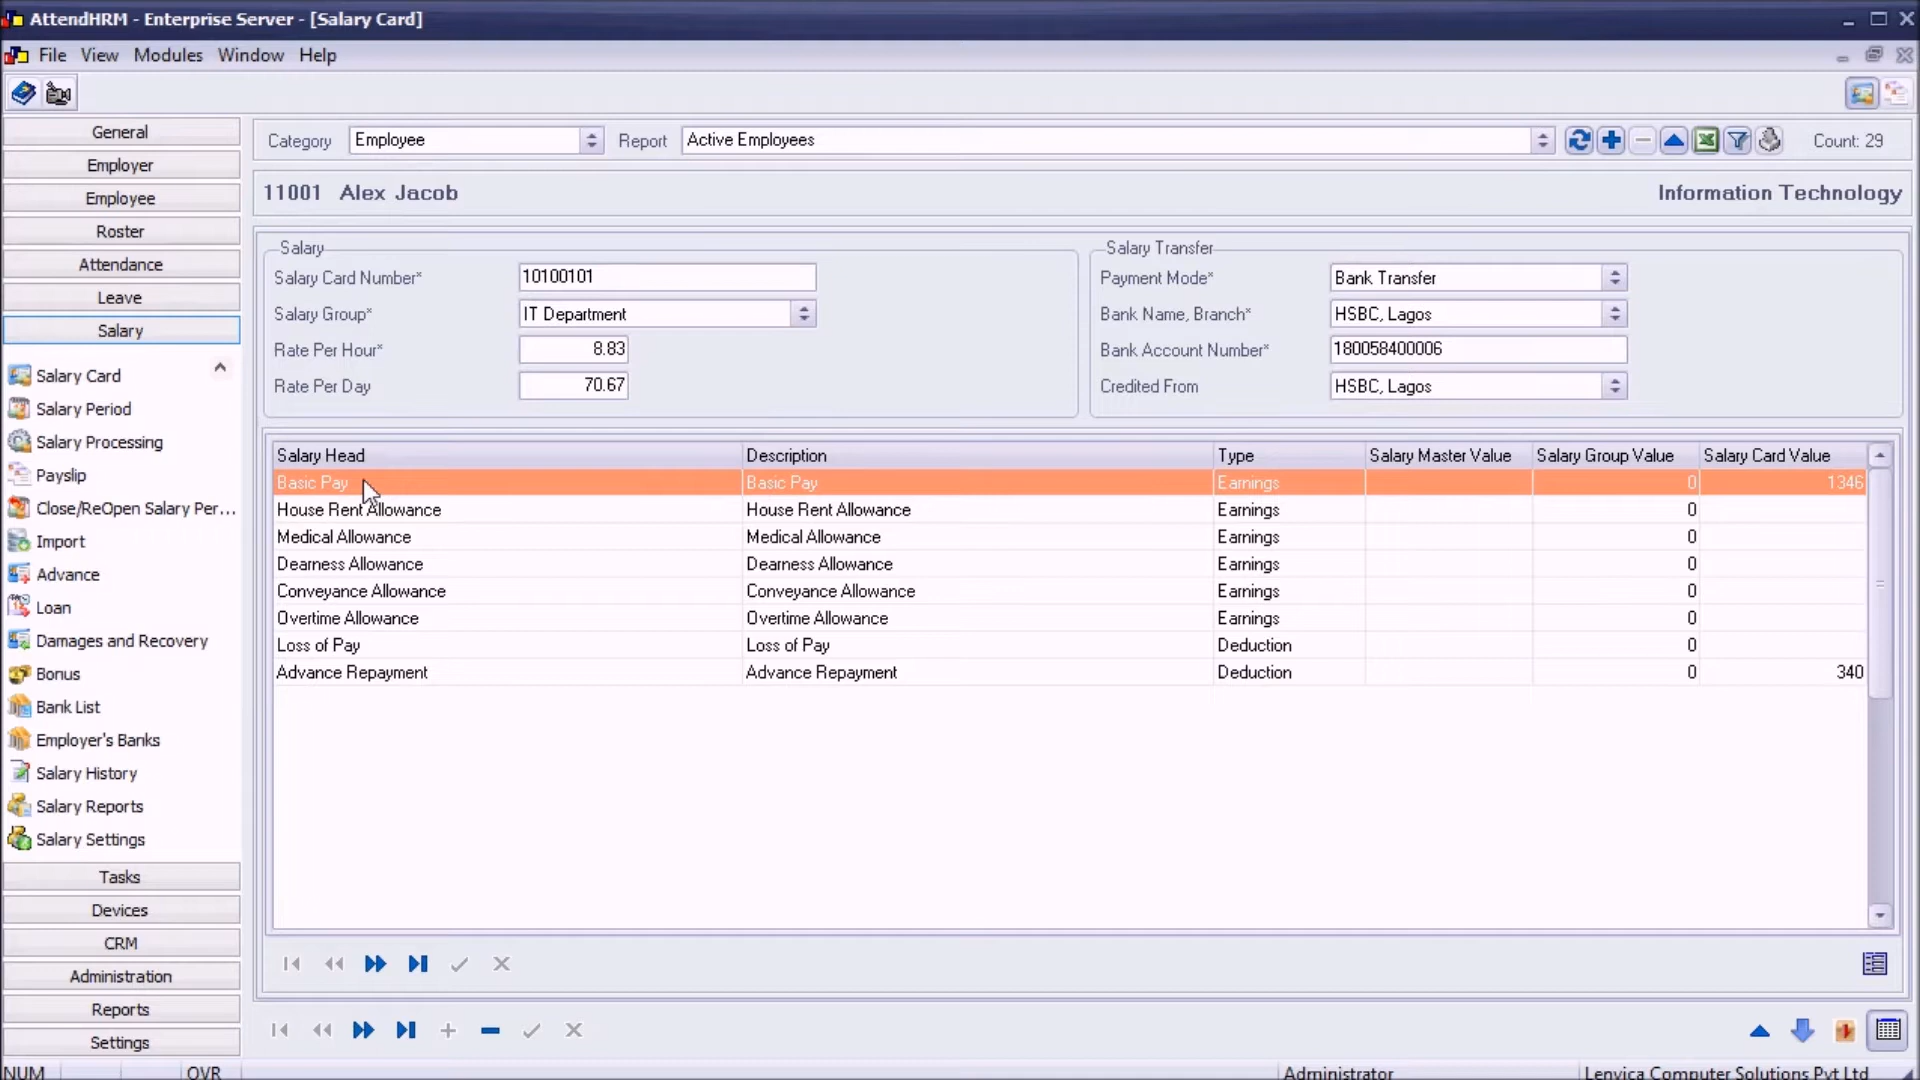 AttendHRM - Enterprise Server - [Salary Card]
File View Modules Window Help
General
Employer
Employee
Roster
Attendance
Leave
Salary
Salary Card
Salary Period
Salary Processing
Payslip
Close/ReOpen Salary Per...
Import
Advance
Loan
Damages and Recovery
Bonus
Bank List
Employer's Banks
Salary History
Salary Reports
Salary Settings
Tasks
Devices
CRM
Administration
Reports
Settings
Category Employee Report Active Employees Count: 29
11001 Alex Jacob Information Technology
Salary
Salary Card Number* 10100101
Salary Group* IT Department
Rate Per Hour* 8.83
Rate Per Day 70.67
Salary Transfer
Payment Mode* Bank Transfer
Bank Name, Branch* HSBC, Lagos
Bank Account Number* 180058400006
Credited From HSBC, Lagos
Salary Head Description Type Salary Master Value Salary Group Value Salary Card Value
Basic Pay Basic Pay Earnings 0 1346
House Rent Allowance House Rent Allowance Earnings 0
Medical Allowance Medical Allowance Earnings 0
Dearness Allowance Dearness Allowance Earnings 0
Conveyance Allowance Conveyance Allowance Earnings 0
Overtime Allowance Overtime Allowance Earnings 0
Loss of Pay Loss of Pay Deduction 0
Advance Repayment Advance Repayment Deduction 0 340
NUM OVR Administrator Lenvica Computer Solutions Pvt Ltd